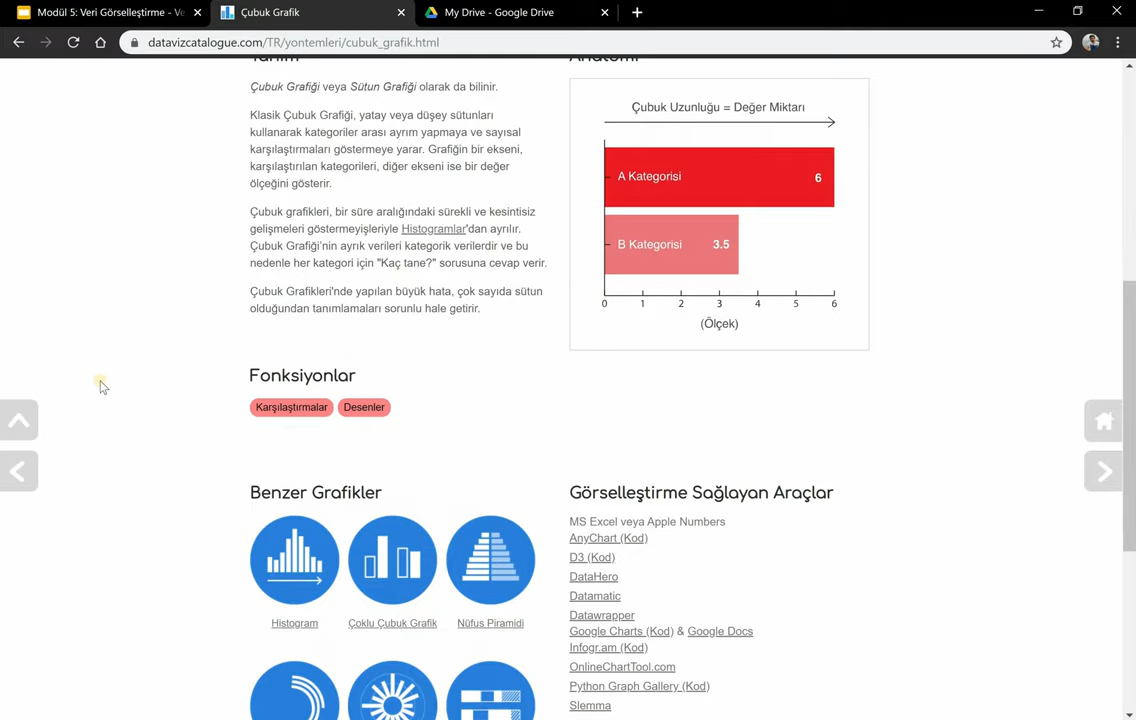 Modül 5: Veri Görselleştirme - Ve
Çubuk Grafik
My Drive - Google Drive
datavizcatalogue.com/TR/yontemleri/cubuk_grafik.html
Tanım
Çubuk Grafiği veya Sütun Grafiği olarak da bilinir.
Klasik Çubuk Grafiği, yatay veya düşey sütunları
kullanarak kategoriler arası ayrım yapmaya ve sayısal
karşılaştırmaları göstermeye yarar. Grafiğin bir ekseni,
karşılaştırılan kategorileri, diğer ekseni ise bir değer
ölçeğini gösterir.
Çubuk grafikleri, bir süre aralığındaki sürekli ve kesintisiz
gelişmeleri göstermeyişleriyle Histogramlar'dan ayrılır.
Çubuk Grafiği'nin ayrık verileri kategorik verilerdir ve bu
nedenle her kategori için "Kaç tane?" sorusuna cevap verir.
Çubuk Grafikleri'nde yapılan büyük hata, çok sayıda sütun
olduğundan tanımlamaları sorunlu hale getirir.
Anatomi
Çubuk Uzunluğu = Değer Miktarı
A Kategorisi 6
B Kategorisi 3.5
0 1 2 3 4 5 6
(Ölçek)
Fonksiyonlar
Karşılaştırmalar Desenler
Benzer Grafikler
Histogram Çoklu Çubuk Grafik Nüfus Piramidi
Görselleştirme Sağlayan Araçlar
MS Excel veya Apple Numbers
AnyChart (Kod)
D3 (Kod)
DataHero
Datamatic
Datawrapper
Google Charts (Kod) & Google Docs
Infogr.am (Kod)
OnlineChartTool.com
Python Graph Gallery (Kod)
Slemma